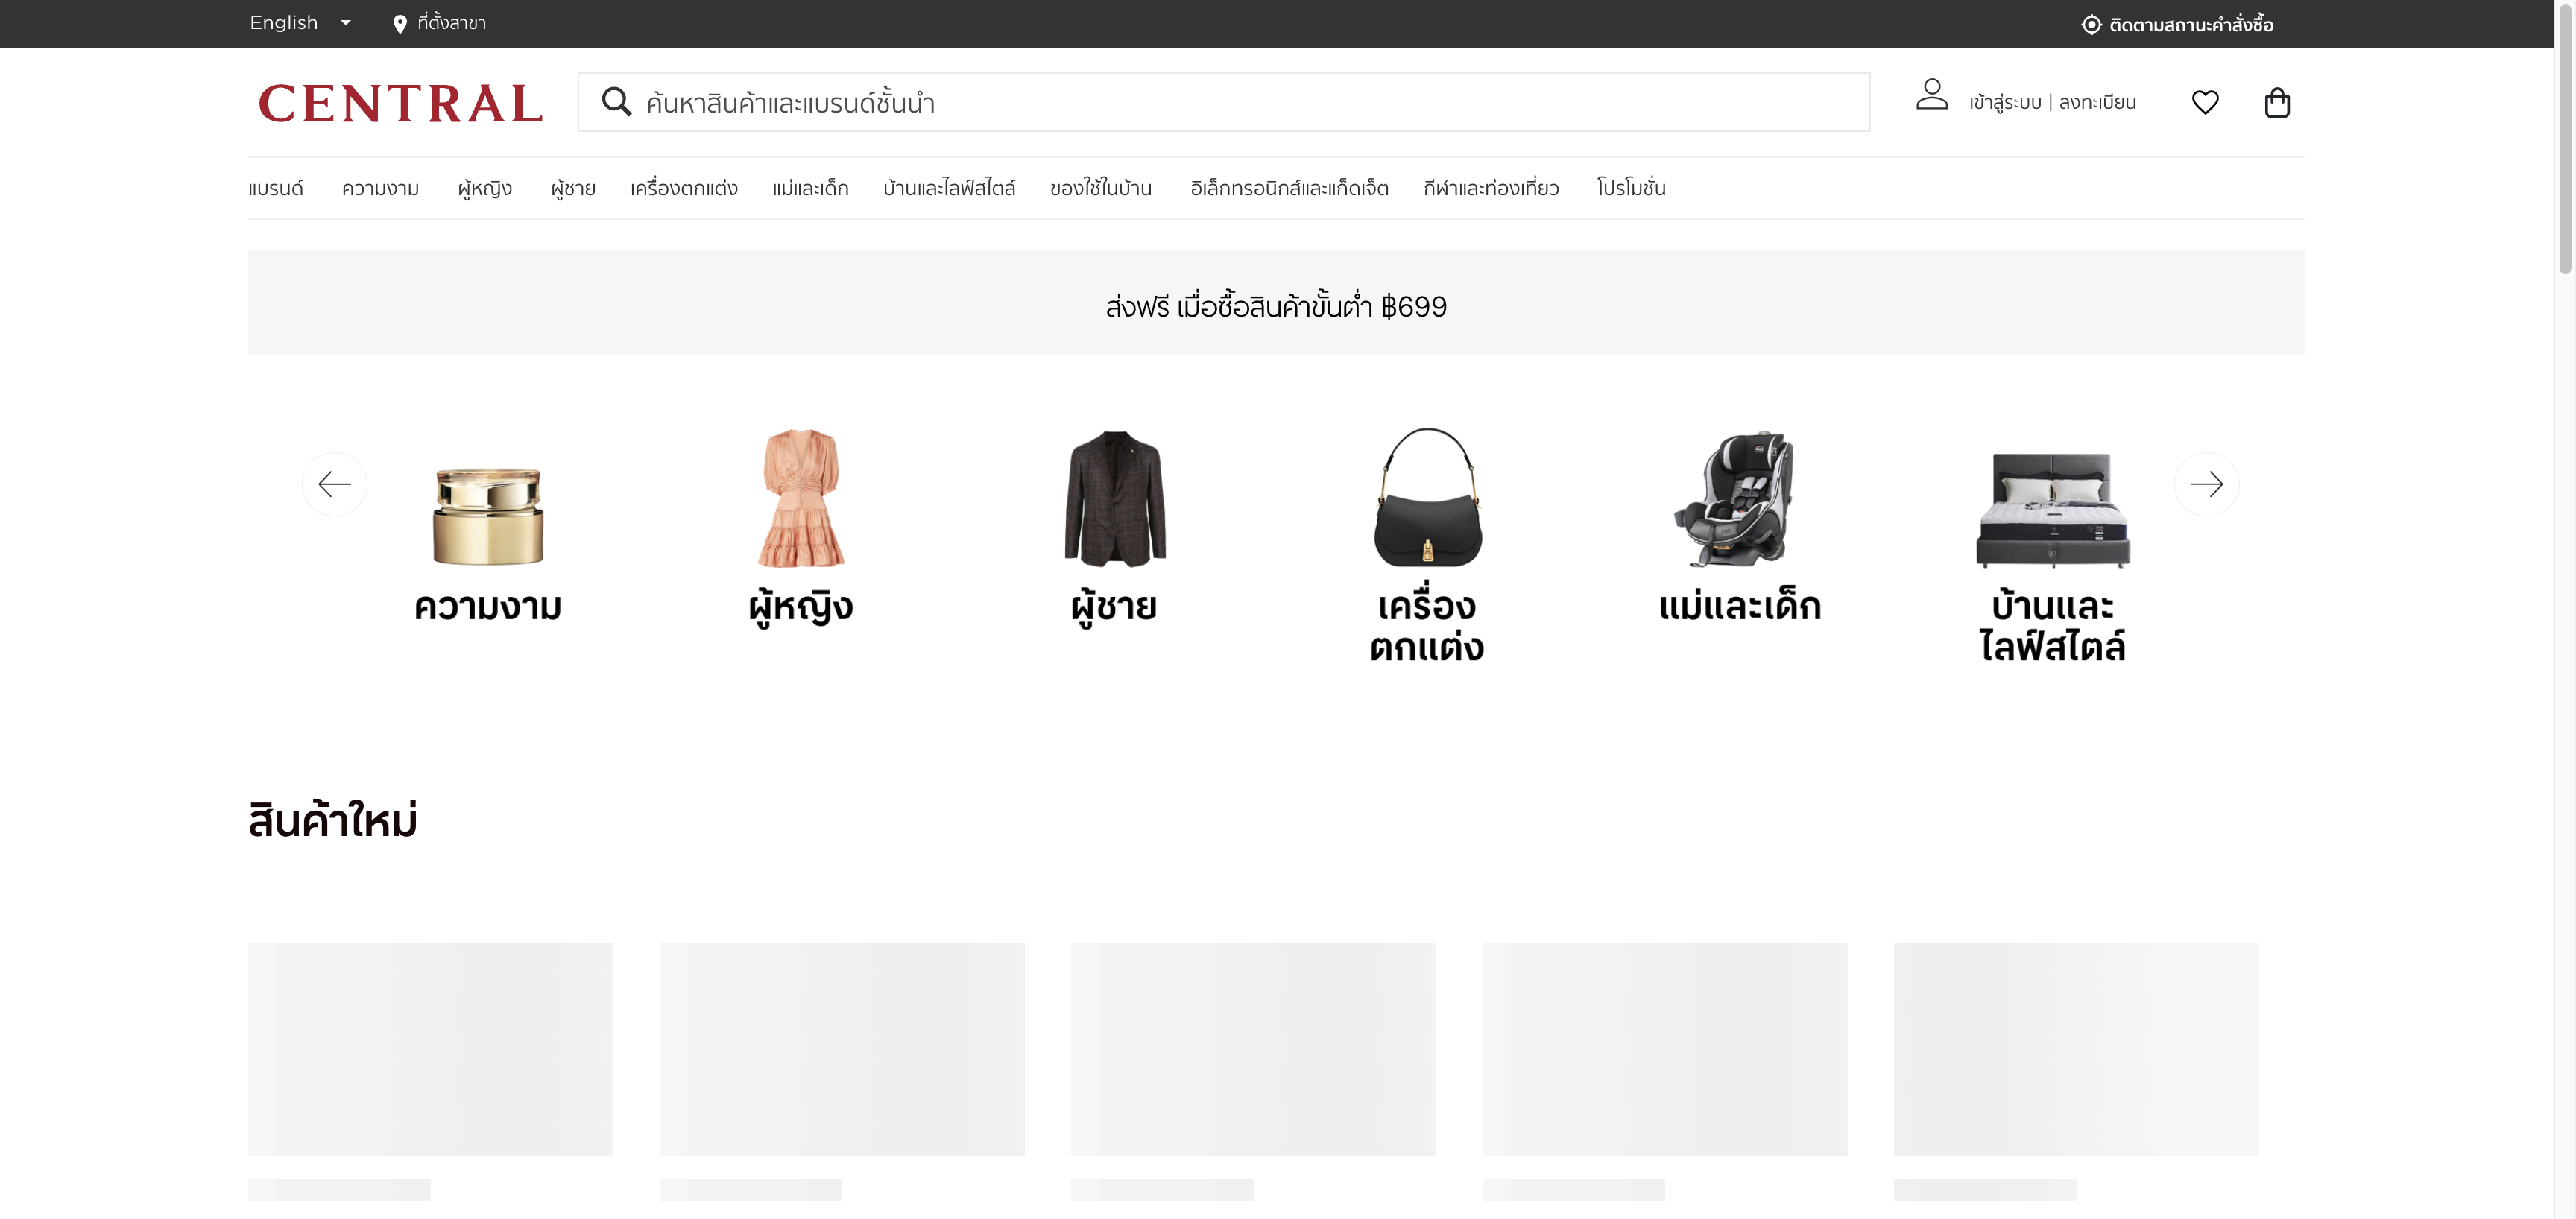 English
ที่ตั้งสาขา
ติดตามสถานะคำสั่งซื้อ
CENTRAL
ค้นหาสินค้าและแบรนด์ชั้นนำ
เข้าสู่ระบบ | ลงทะเบียน
แบรนด์ ความงาม ผู้หญิง ผู้ชาย เครื่องตกแต่ง แม่และเด็ก บ้านและไลฟ์สไตล์ ของใช้ในบ้าน อิเล็กทรอนิกส์และแก็ดเจ็ต กีฬาและท่องเที่ยว โปรโมชั่น
ส่งฟรี เมื่อซื้อสินค้าขั้นต่ำ ฿699
ความงาม
ผู้หญิง
ผู้ชาย
เครื่อง
ตกแต่ง
แม่และเด็ก
บ้านและ
ไลฟ์สไตล์
สินค้าใหม่